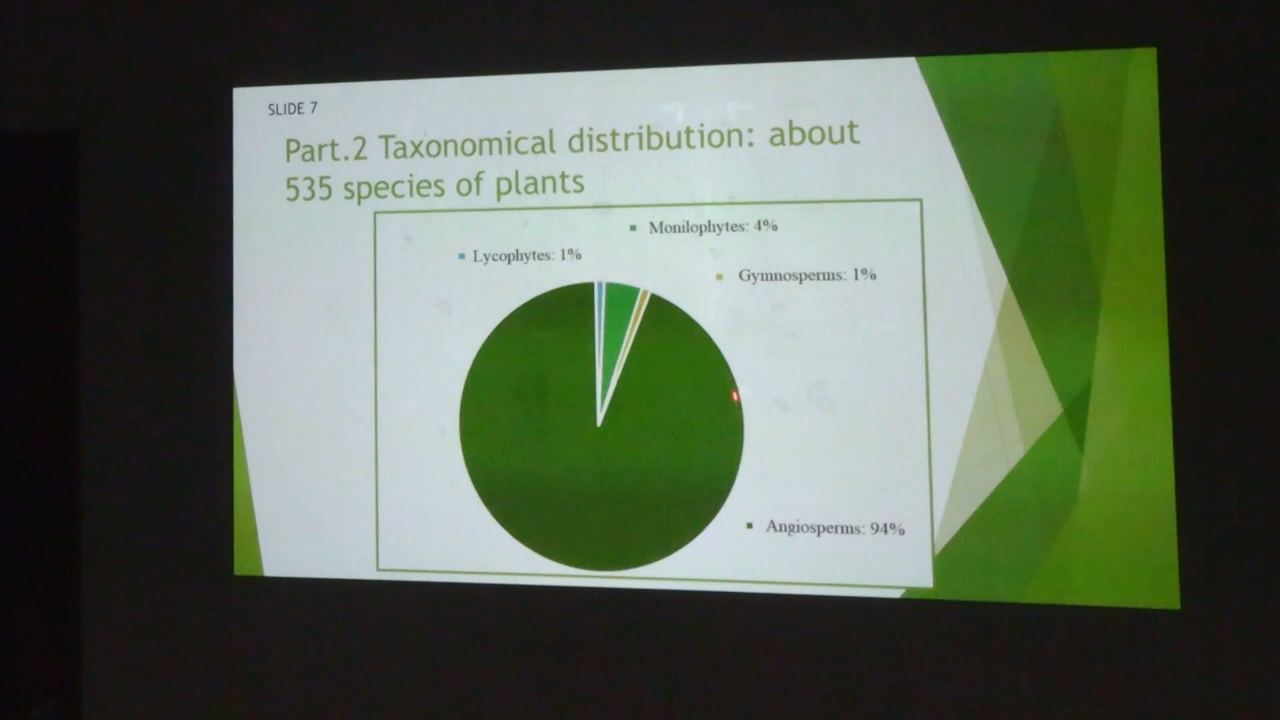 SLIDE 7
Part.2 Taxonomical distribution: about
535 species of plants
Monilophytes: 4%
Lycophytes: 1%
Gymnosperms: 1%
Angiosperms: 94%